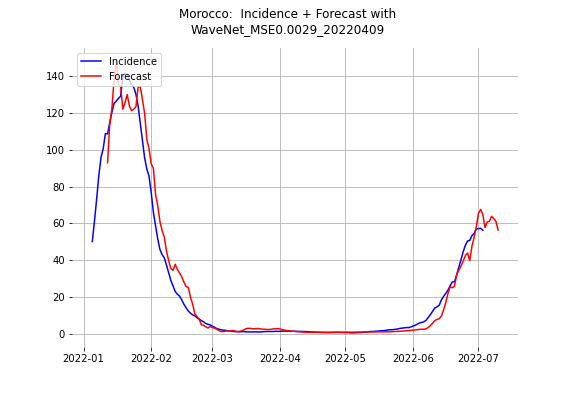 Morocco:  Incidence + Forecast with
WaveNet_MSE0.0029_20220409
Incidence
Forecast
140
120
100
80
60
40
20
0
2022-01 2022-02 2022-03 2022-04 2022-05 2022-06 2022-07